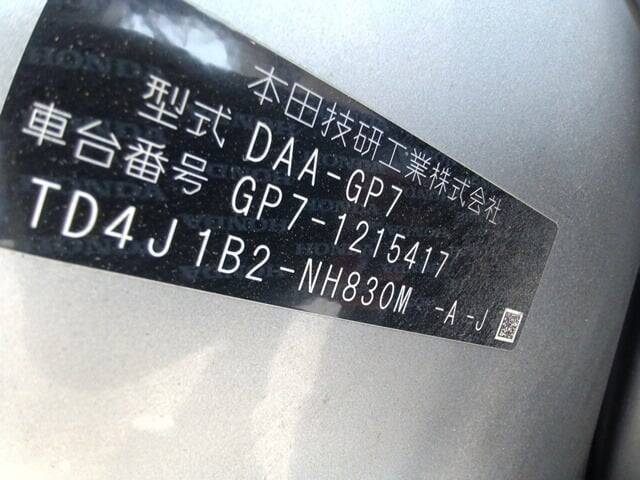 本田技研工業株式会社
型式 DAA-GP7
車台番号 GP7-1215417
TD4J1B2-NH830M -A-J